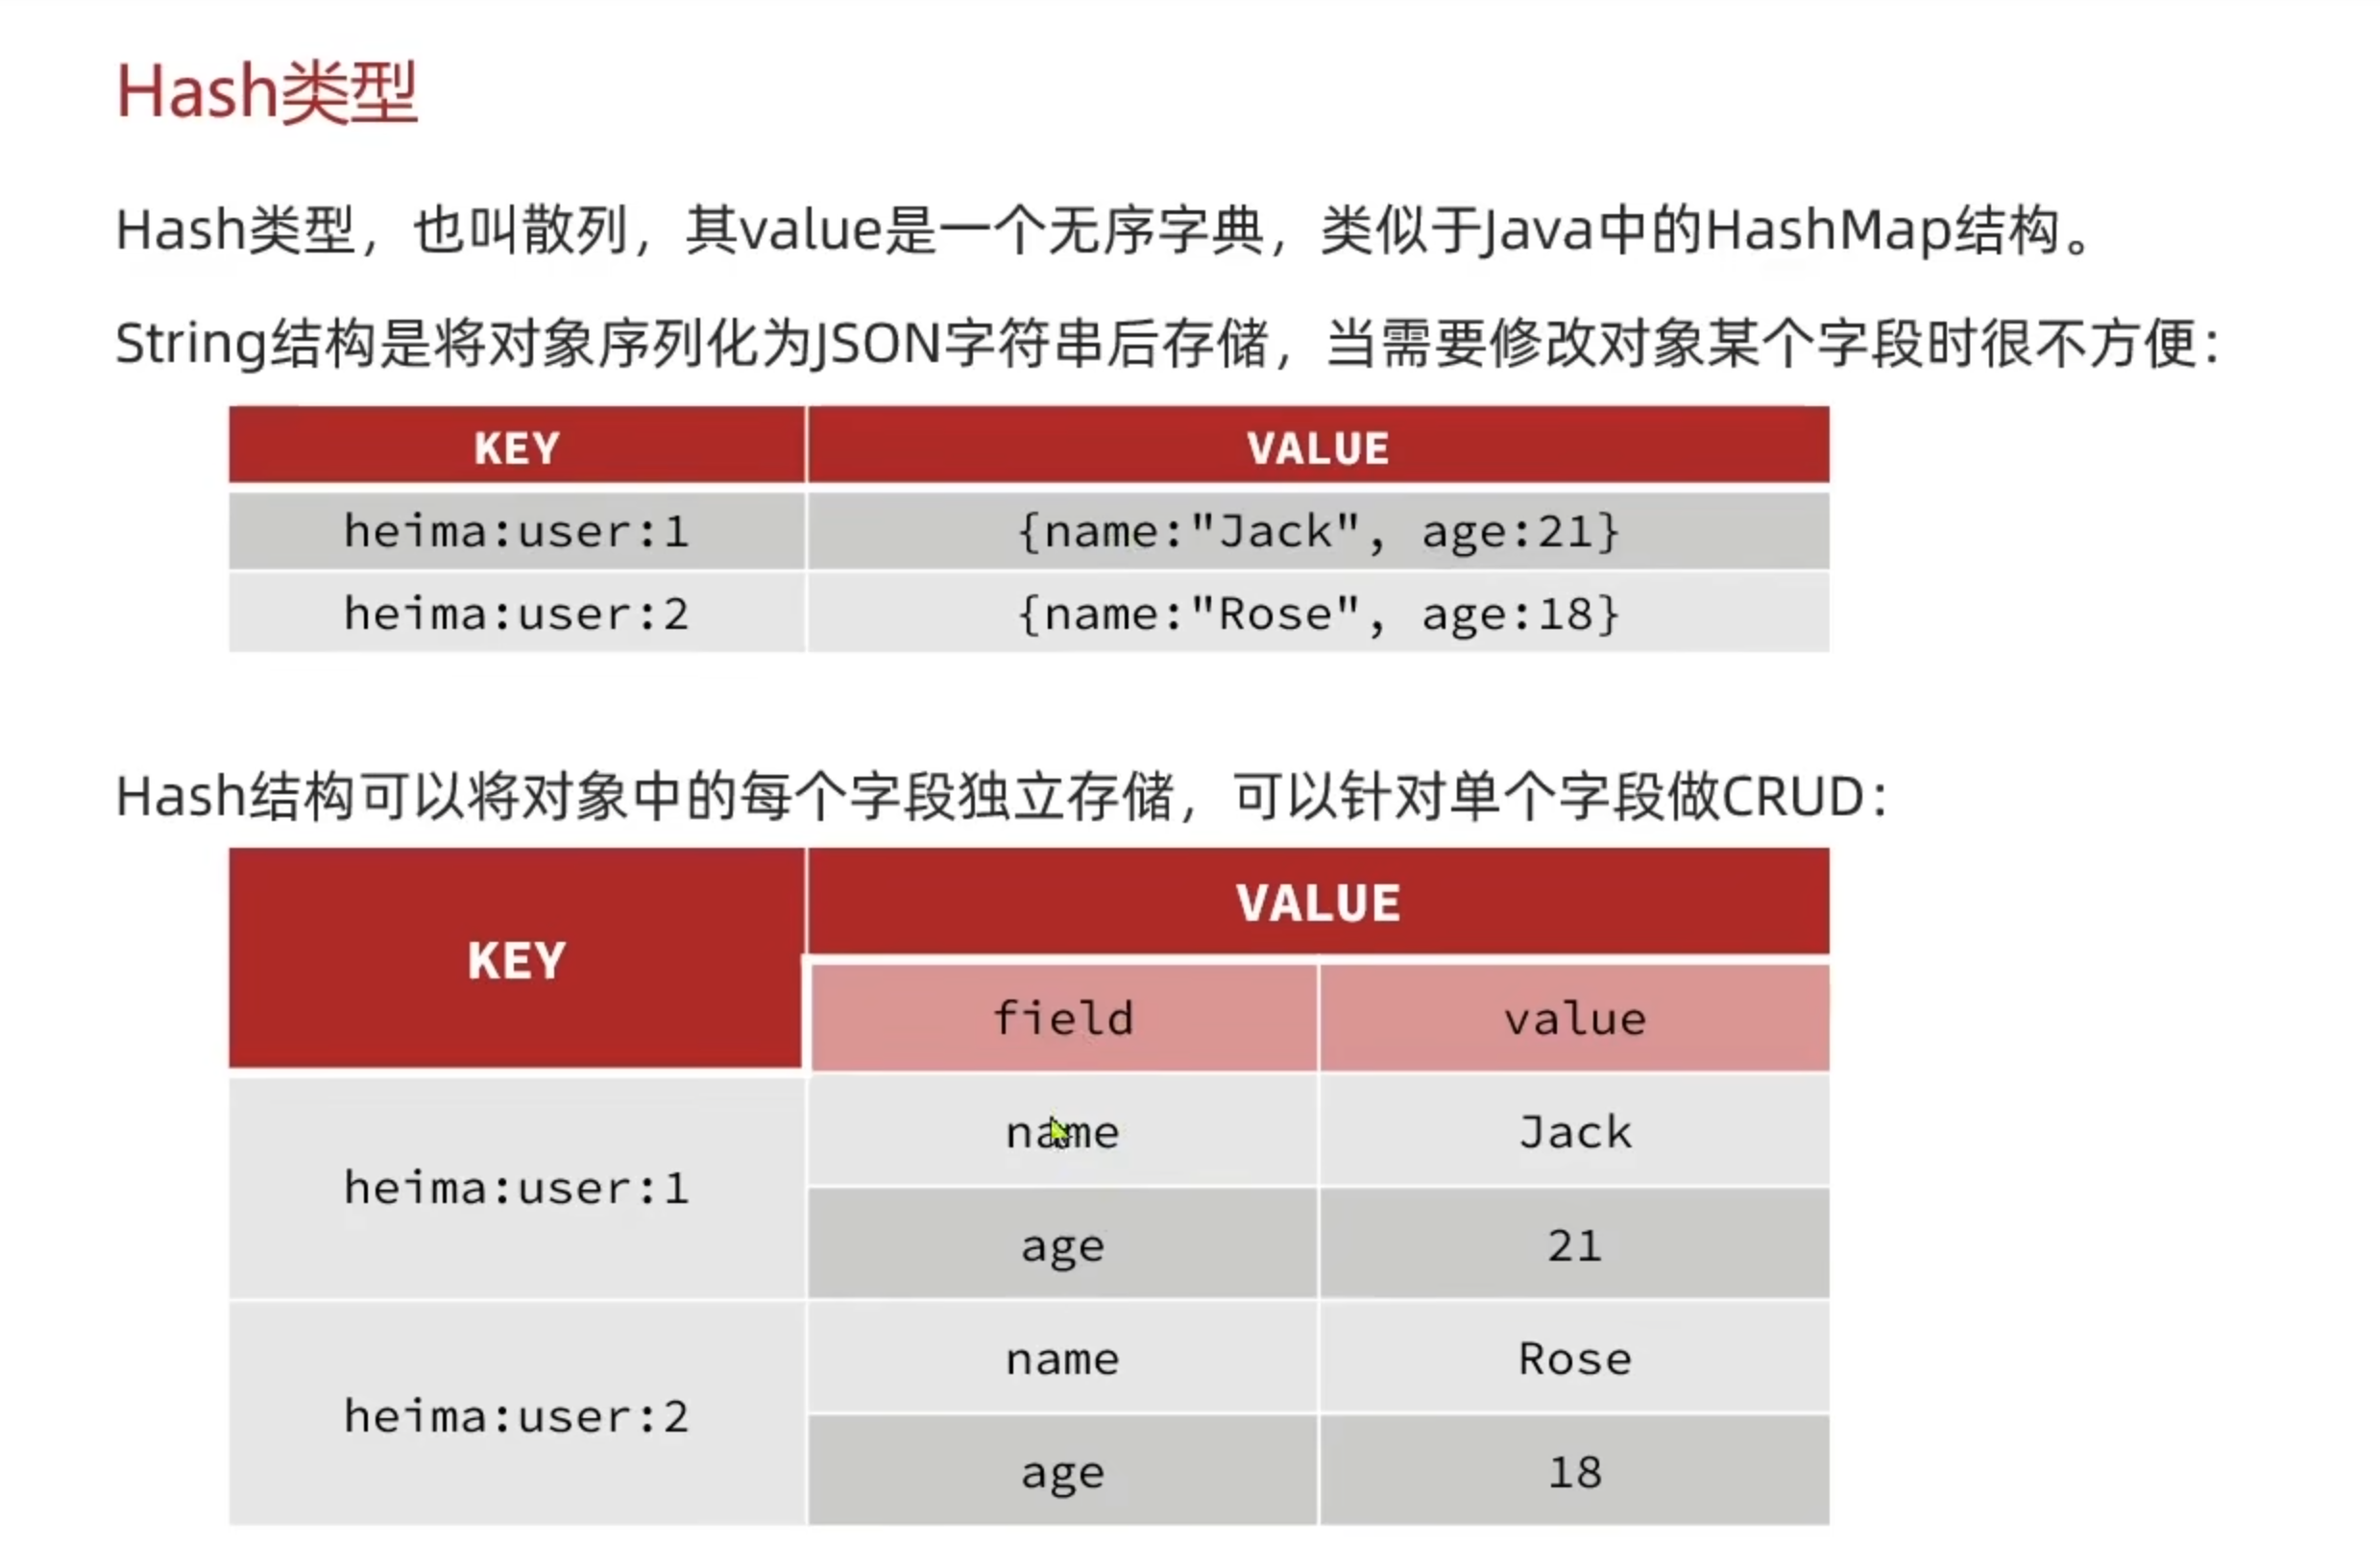 Hash类型
Hash类型，也叫散列，其value是一个无序字典，类似于Java中的HashMap结构。
String结构是将对象序列化为JSON字符串后存储，当需要修改对象某个字段时很不方便：
KEY VALUE
heima:user:1 {name:"Jack", age:21}
heima:user:2 {name:"Rose", age:18}
Hash结构可以将对象中的每个字段独立存储，可以针对单个字段做CRUD：
KEY VALUE
field value
heima:user:1 name Jack
age 21
heima:user:2 name Rose
age 18